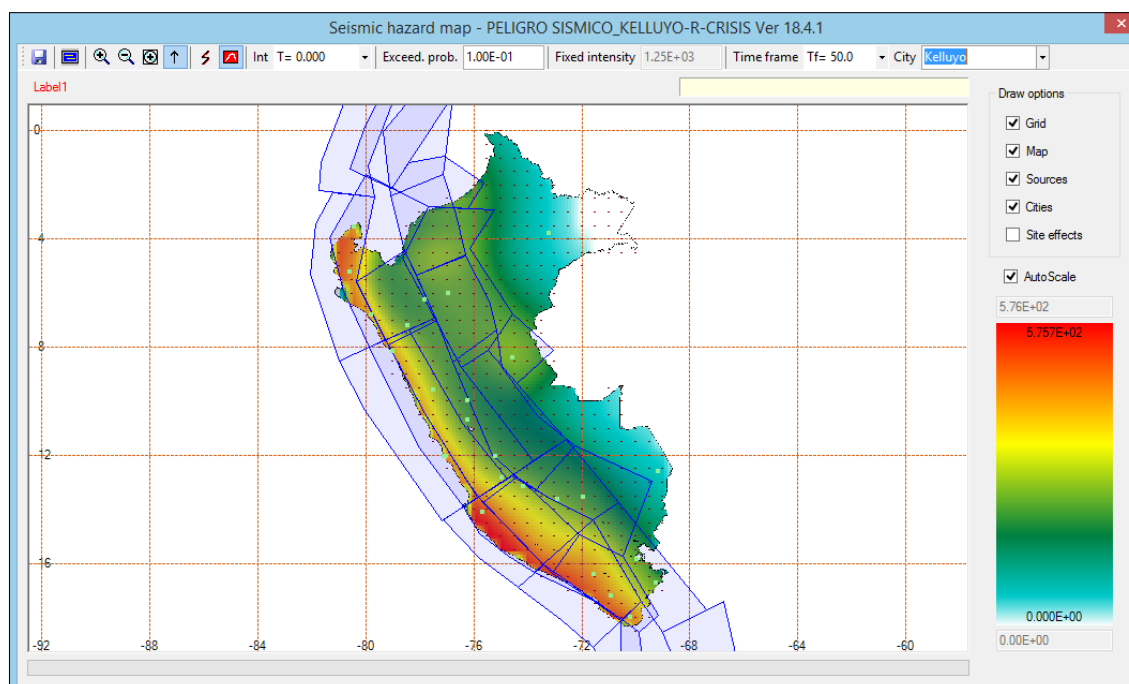 Seismic hazard map - PELIGRO SISMICO_KELLUYO-R-CRISIS Ver 18.4.1
Int T= 0.000 Exceed. prob. 1.00E-01 Fixed intensity 1.25E+03 Time frame Tf= 50.0 City Kelluyo
Label1
Draw options
Grid
Map
Sources
Cities
Site effects
AutoScale
5.76E+02
5.757E+02
0.000E+00
0.00E+00
0
-4
-8
-12
-16
-92
-88
-84
-80
-76
-72
-68
-64
-60